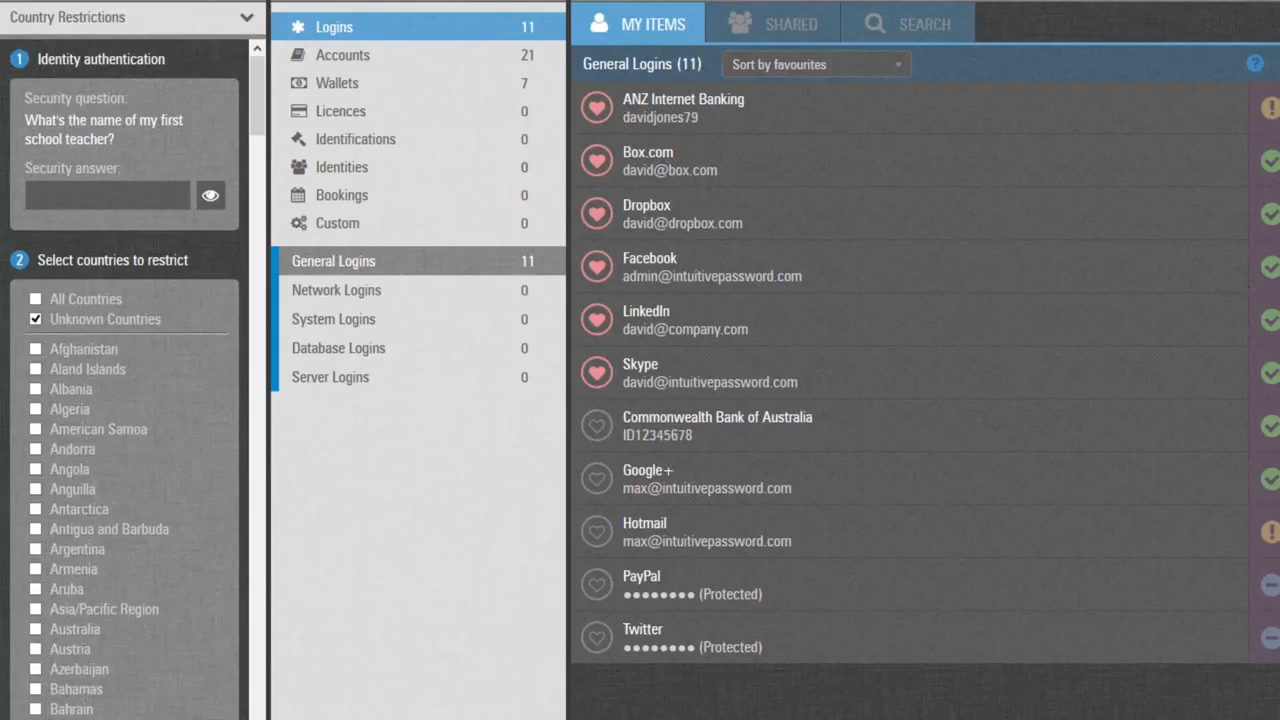 Country Restrictions
1 Identity authentication
Security question:
What's the name of my first
school teacher?
Security answer:
2 Select countries to restrict
All Countries
Unknown Countries
Afghanistan
Aland Islands
Albania
Algeria
American Samoa
Andorra
Angola
Anguilla
Antarctica
Antigua and Barbuda
Argentina
Armenia
Aruba
Asia/Pacific Region
Australia
Austria
Azerbaijan
Bahamas
Bahrain
Logins 11
Accounts 21
Wallets 7
Licences 0
Identifications 0
Identities 0
Bookings 0
Custom 0
General Logins 11
Network Logins 0
System Logins 0
Database Logins 0
Server Logins 0
MY ITEMS SHARED SEARCH
General Logins (11) Sort by favourites ?
ANZ Internet Banking
davidjones79
Box.com
david@box.com
Dropbox
david@dropbox.com
Facebook
admin@intuitivepassword.com
LinkedIn
david@company.com
Skype
david@intuitivepassword.com
Commonwealth Bank of Australia
ID12345678
Google+
max@intuitivepassword.com
Hotmail
max@intuitivepassword.com
PayPal
●●●●●●●● (Protected)
Twitter
●●●●●●●● (Protected)